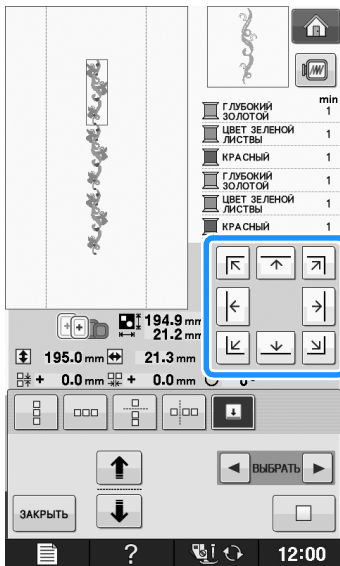 min
ГЛУБОКИЙ
ЗОЛОТОЙ
1
ЦВЕТ ЗЕЛЕНОЙ
ЛИСТВЫ
1
КРАСНЫЙ
1
ГЛУБОКИЙ
ЗОЛОТОЙ
1
ЦВЕТ ЗЕЛЕНОЙ
ЛИСТВЫ
1
КРАСНЫЙ
1
194.9 mm
21.2 mm
195.0 mm
21.3 mm
+ 0.0 mm
+ 0.0 mm
ВЫБРАТЬ
ЗАКРЫТЬ
?
12:00